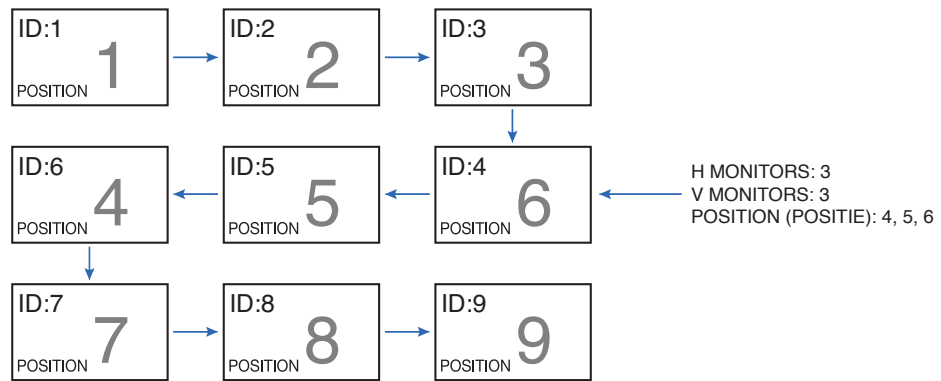 ID:1
POSITION 1
ID:2
POSITION 2
ID:3
POSITION 3
ID:6
POSITION 4
ID:5
POSITION 5
ID:4
POSITION 6
H MONITORS: 3
V MONITORS: 3
POSITION (POSITIE): 4, 5, 6
ID:7
POSITION 7
ID:8
POSITION 8
ID:9
POSITION 9